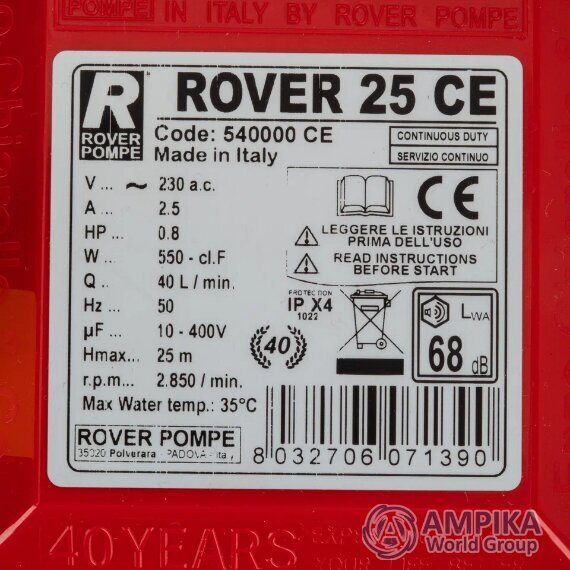 POMPE IN ITALY BY ROVER POMPE
R
ROVER
POMPE
ROVER 25 CE
Code: 540000 CE
Made in Italy
CONTINUOUS DUTY
SERVIZIO CONTINUO
V ... ~ 230 a.c.
A ... 2.5
HP ... 0.8
W ... 550 - cl.F
Q .. 40 L / min.
Hz ... 50
µF ... 10 - 400V
Hmax... 25 m
r.p.m... 2.850 / min.
Max Water temp.: 35°C
CE
LEGGERE LE ISTRUZIONI
PRIMA DELL'USO
READ INSTRUCTIONS
BEFORE START
PROTECTION
IP X4
1022
40
LWA
68 dB
ROVER POMPE
35020 Polverara - PADOVA - italy
8 032706 071390
40 YEARS
AMPIKA
World Group